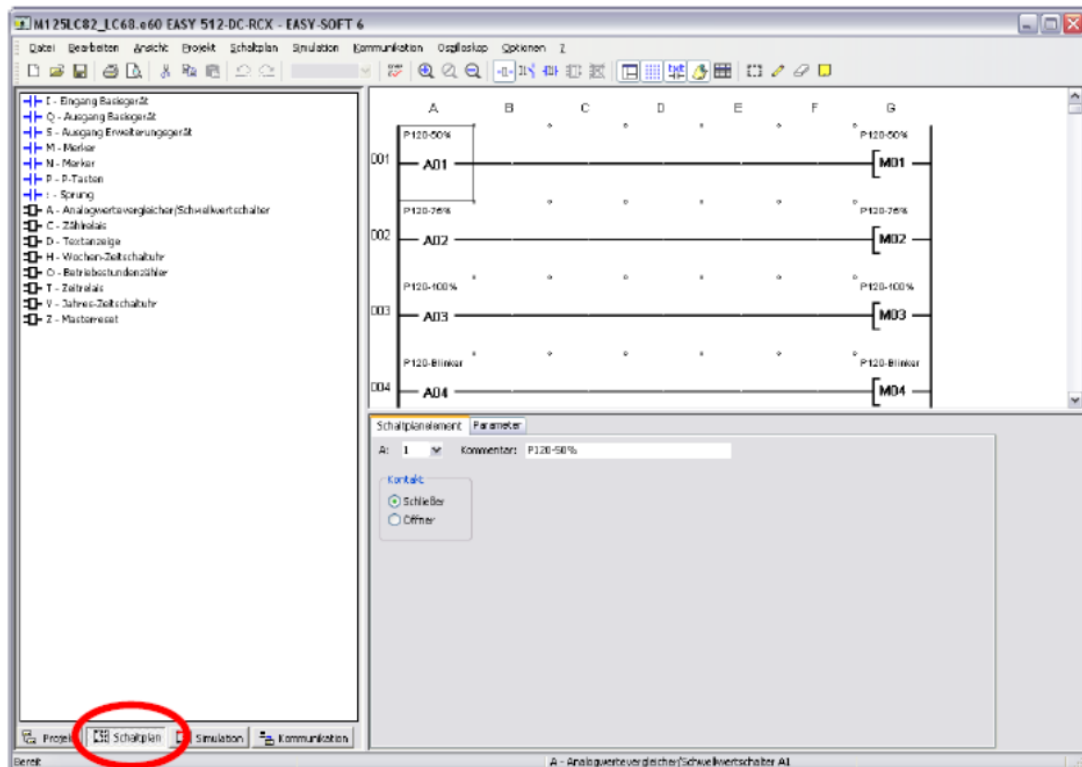 M125LC82_LC68.e60 EASY 512-DC-RCX - EASY-SOFT 6
Datei Bearbeiten Ansicht Projekt Schaltplan Simulation Kommunikation Oszilloskop Optionen ?
I - Eingang Basisgerät
Q - Ausgang Basisgerät
S - Ausgang Erweiterungsgerät
M - Merker
N - Merker
P - P-Tasten
: - Sprung
A - Analogwertevergleicher/Schwellwertschalter
C - Zählrelais
D - Textanzeige
H - Wochen-Zeitschaltuhr
O - Betriebsstundenzähler
T - Zeitrelais
Y - Jahres-Zeitschaltuhr
Z - Masterreset
A B C D E F G
P120-50% P120-50%
001 A01 M01
P120-76% P120-76%
002 A02 M02
P120-100% P120-100%
003 A03 M03
P120-Blinker P120-Blinker
004 A04 M04
Schaltplanelement Parameter
A: 1 Kommentar: P120-50%
Kontakt
Schließer
Öffner
Projekt Schaltplan Simulation Kommunikation
Bereit A - Analogwertevergleicher/Schwellwertschalter A1